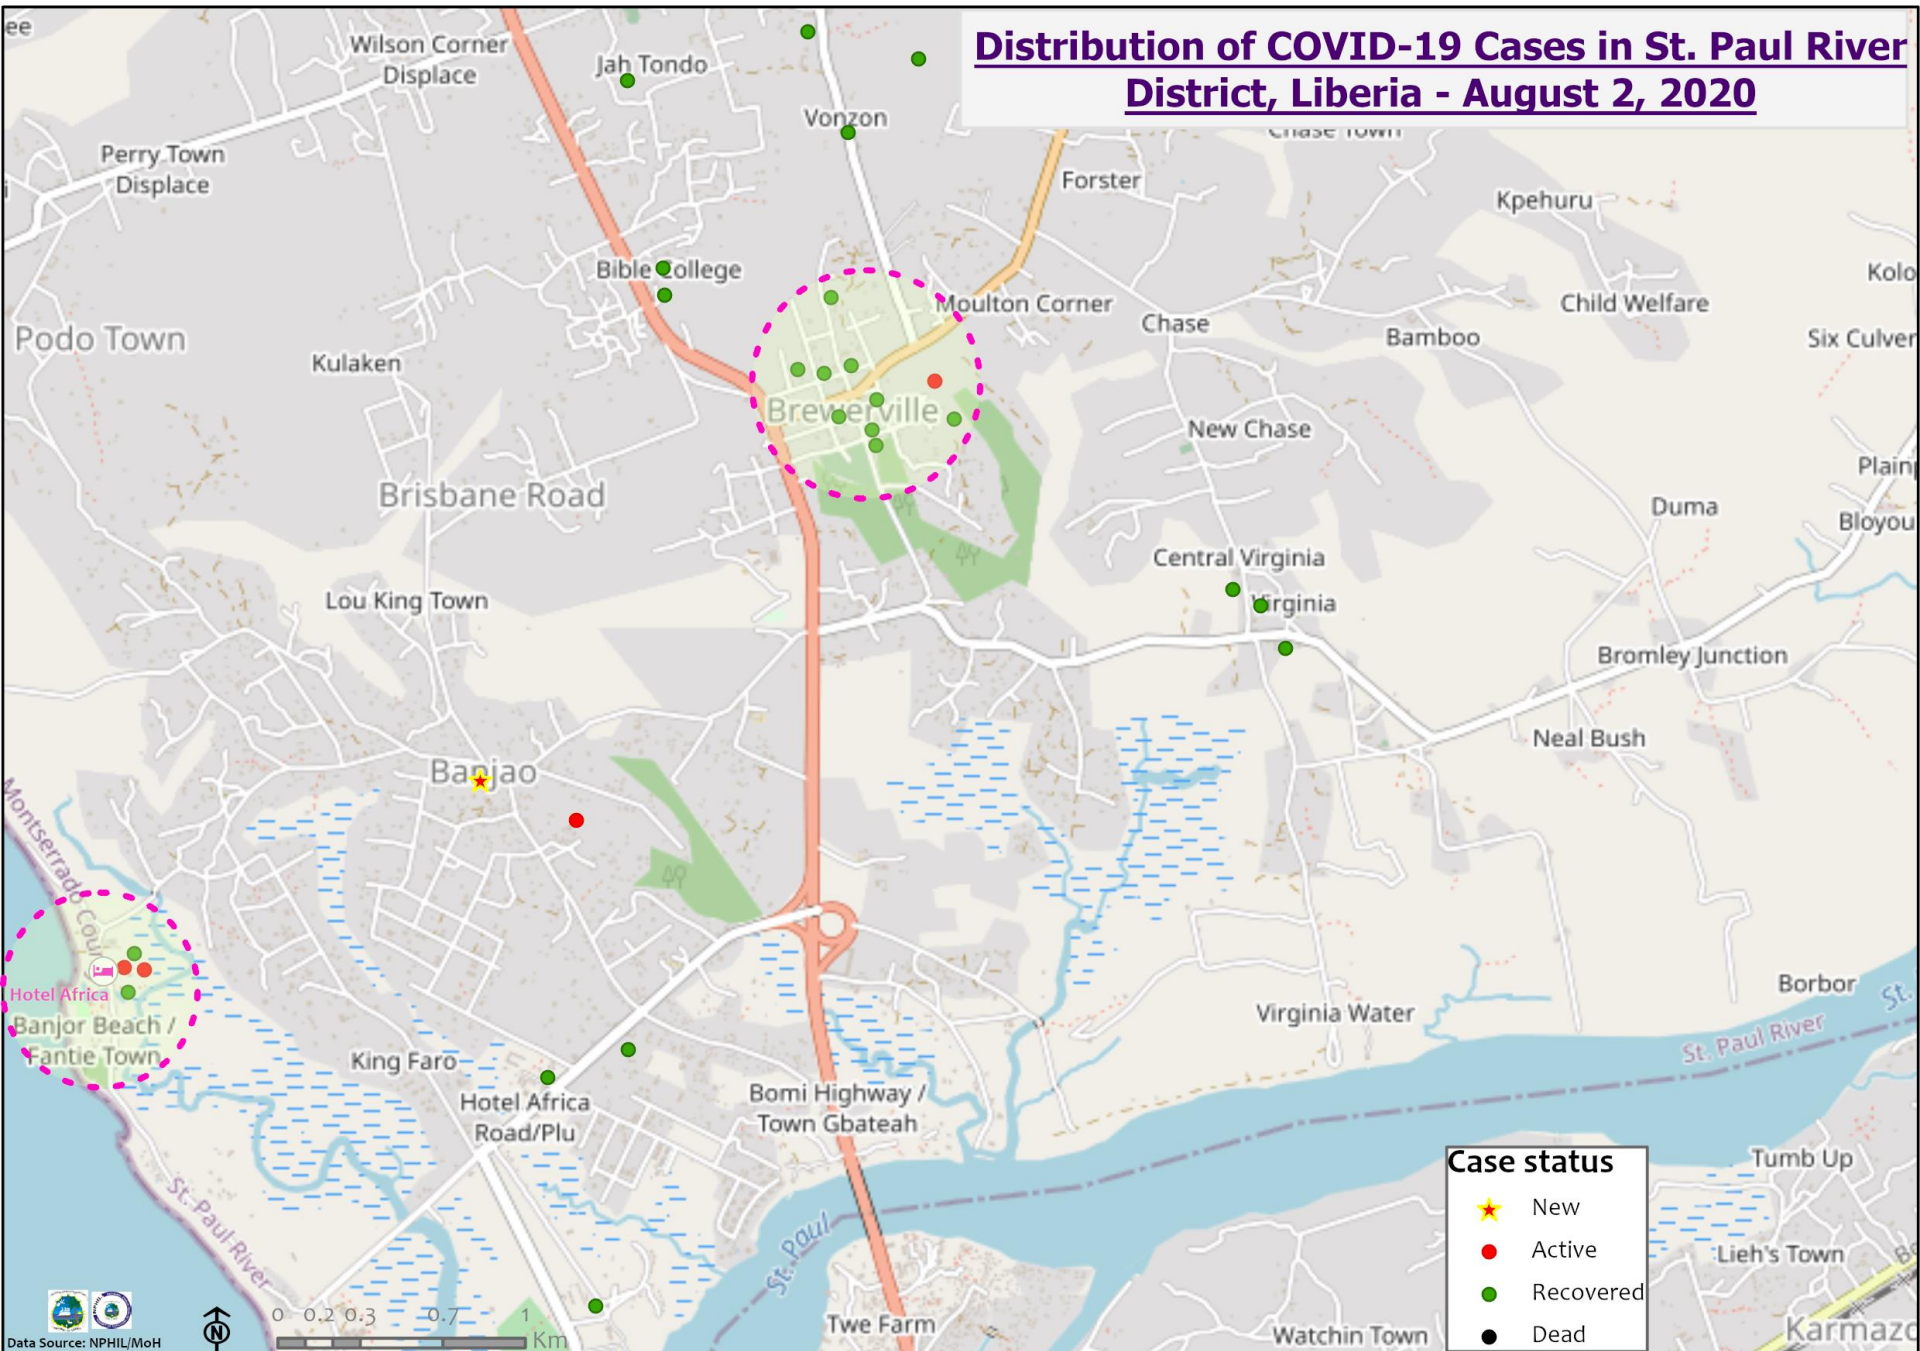 Distribution of COVID-19 Cases in St. Paul River
District, Liberia - August 2, 2020
ee
Wilson Corner
Displace
Jah Tondo
Vonzon
Chase Town
Perry Town
Displace
Forster
Kpehuru
Bible College
Kolo
Moulton Corner
Child Welfare
Chase
Podo Town
Bamboo
Six Culver
Kulaken
Brewerville
New Chase
Brisbane Road
Plain
Duma
Bloyou
Central Virginia
Lou King Town
Virginia
Bromley Junction
Neal Bush
Banjao
Montserrado Coun
Hotel Africa
Borbor
St.
Banjor Beach /
Fantie Town
Virginia Water
St. Paul River
King Faro
Hotel Africa
Road/Plu
Bomi Highway /
Town Gbateah
St. Paul River
St. Paul
Tumb Up
Lieh's Town
Twe Farm
Watchin Town
Karmazo
Case status
New
Active
Recovered
Dead
0 0.2 0.3 0.7 1
Km
N
Data Source: NPHIL/MoH